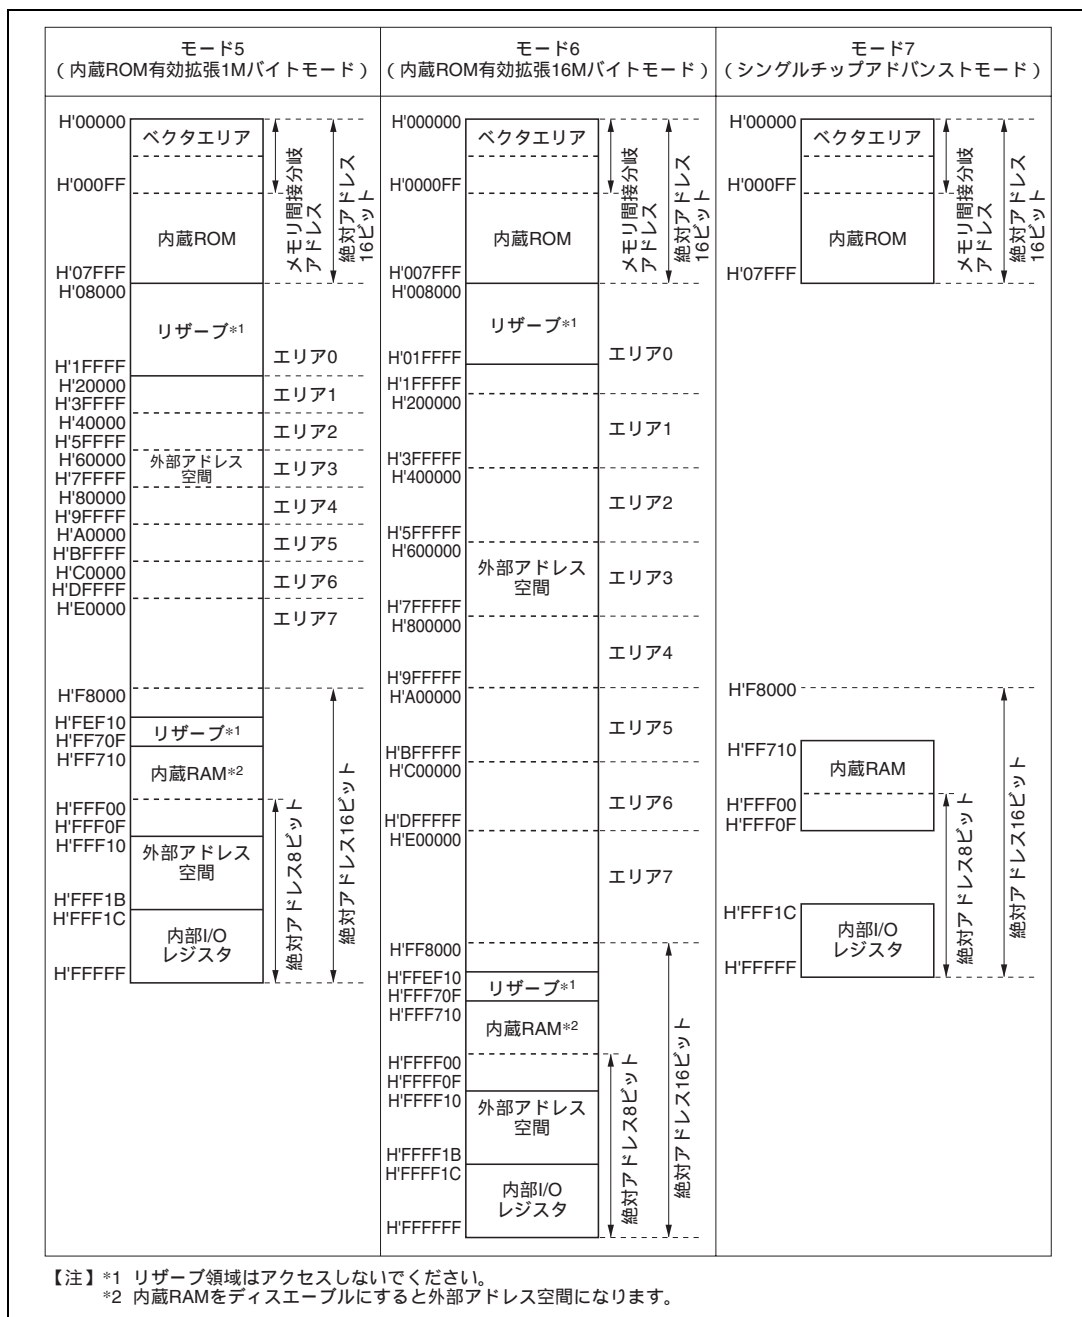 モード5
(内蔵ROM有効拡張1Mバイトモード)
H'00000
H'000FF
H'07FFF
H'08000
H'1FFFF
H'20000
H'3FFFF
H'40000
H'5FFFF
H'60000
H'7FFFF
H'80000
H'9FFFF
H'A0000
H'BFFFF
H'C0000
H'DFFFF
H'E0000
H'F8000
H'FEF10
H'FF70F
H'FF710
H'FFF00
H'FFF0F
H'FFF10
H'FFF1B
H'FFF1C
H'FFFFF
ベクタエリア
内蔵ROM
リザーブ*1
外部アドレス
空間
リザーブ*1
内蔵RAM*2
外部アドレス
空間
内部I/O
レジスタ
メモリ間接分岐
アドレス
絶対アドレス
16ビット
エリア0
エリア1
エリア2
エリア3
エリア4
エリア5
エリア6
エリア7
絶対アドレス8ビット
絶対アドレス16ビット
モード6
(内蔵ROM有効拡張16Mバイトモード)
H'000000
H'0000FF
H'007FFF
H'008000
H'01FFFF
H'1FFFFF
H'200000
H'3FFFFF
H'400000
H'5FFFFF
H'600000
H'7FFFFF
H'800000
H'9FFFFF
H'A00000
H'BFFFFF
H'C00000
H'DFFFFF
H'E00000
H'FF8000
H'FFEF10
H'FFF70F
H'FFF710
H'FFFF00
H'FFFF0F
H'FFFF10
H'FFFF1B
H'FFFF1C
H'FFFFFF
ベクタエリア
内蔵ROM
リザーブ*1
外部アドレス
空間
リザーブ*1
内蔵RAM*2
外部アドレス
空間
内部I/O
レジスタ
メモリ間接分岐
アドレス
絶対アドレス
16ビット
エリア0
エリア1
エリア2
エリア3
エリア4
エリア5
エリア6
エリア7
絶対アドレス8ビット
絶対アドレス16ビット
モード7
(シングルチップアドバンストモード)
H'00000
H'000FF
H'07FFF
H'F8000
H'FF710
H'FFF00
H'FFF0F
H'FFF1C
H'FFFFF
ベクタエリア
内蔵ROM
内蔵RAM
内部I/O
レジスタ
メモリ間接分岐
アドレス
絶対アドレス
16ビット
絶対アドレス8ビット
絶対アドレス16ビット
【注】*1 リザーブ領域はアクセスしないでください。
*2 内蔵RAMをディスエーブルにすると外部アドレス空間になります。